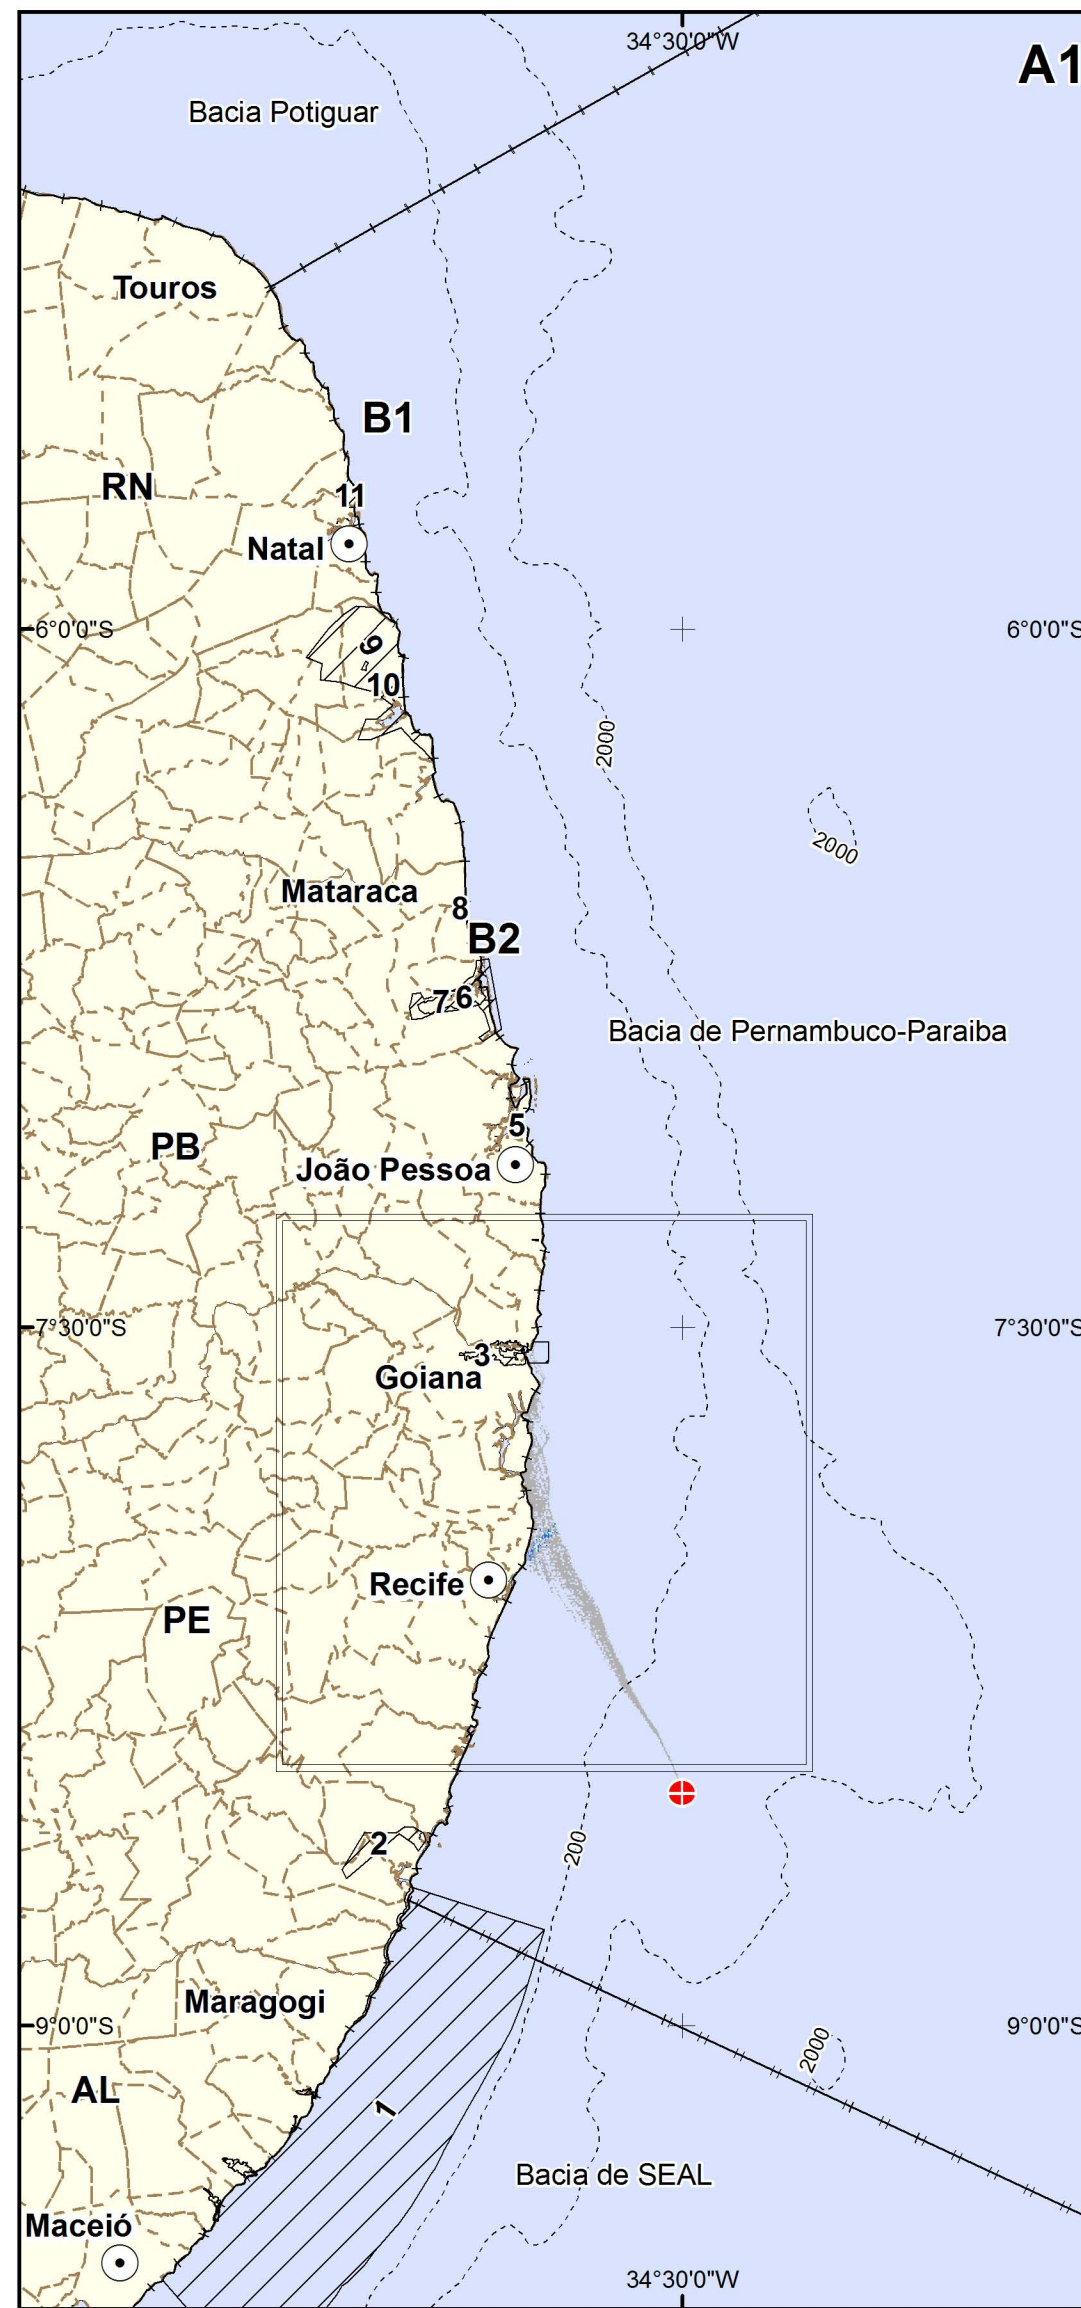 34°30'0"W
A1
Bacia Potiguar
Touros
B1
RN
11
Natal
6°0'0"S
6°0'0"S
9
10
2000
2000
Mataraca
8
B2
7
6
Bacia de Pernambuco-Paraiba
5
PB
João Pessoa
7°30'0"S
7°30'0"S
3
Goiana
Recife
PE
2
200
Maragogi
9°0'0"S
9°0'0"S
2000
AL
1
Bacia de SEAL
Maceió
34°30'0"W